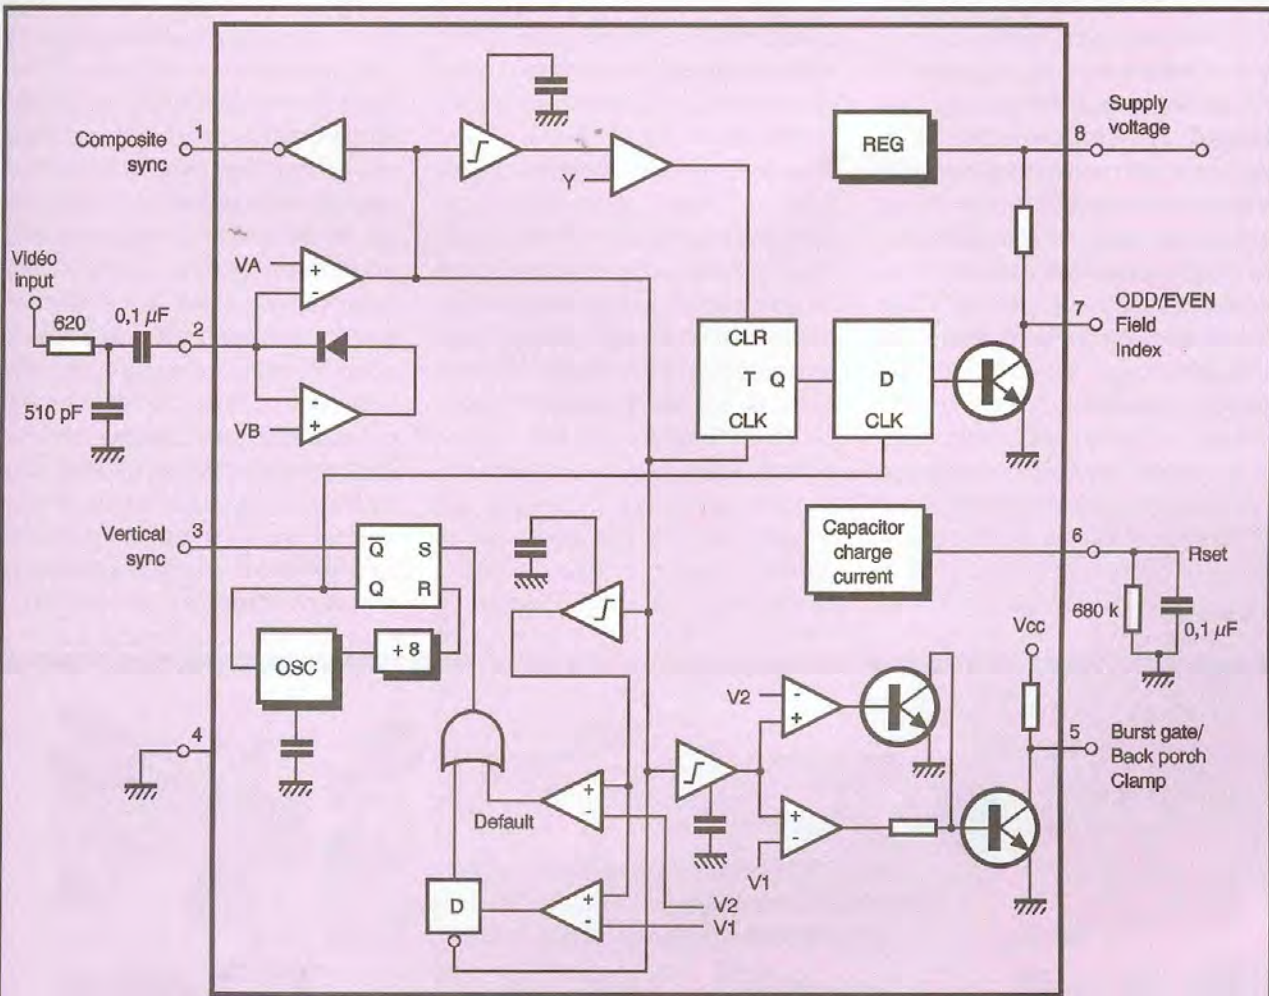 Composite
sync
1
Y
REG
8
Supply
voltage
VA
+
-
Vidéo
input
620
0,1 µF
2
510 pF
VB
-
+
CLR
T Q
CLK
D
CLK
7
ODD/EVEN
Field
Index
Vertical
sync
3
Q̅ S
Q R
OSC
+ 8
Capacitor
charge
current
6
Rset
680 k
0,1 µF
Vcc
4
V2
-
+
5
Burst gate/
Back porch
Clamp
Default
+
-
+
-
V1
D
+
-
V2
V1